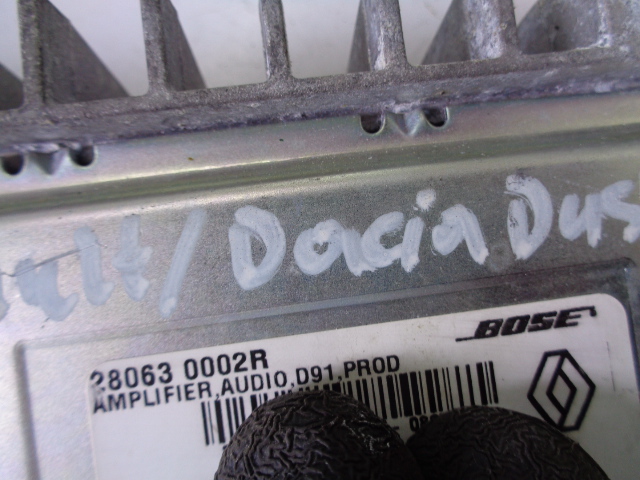 ult/Dacia Dus
BOSE
28063 0002R
AMPLIFIER,AUDIO,D91,PROD